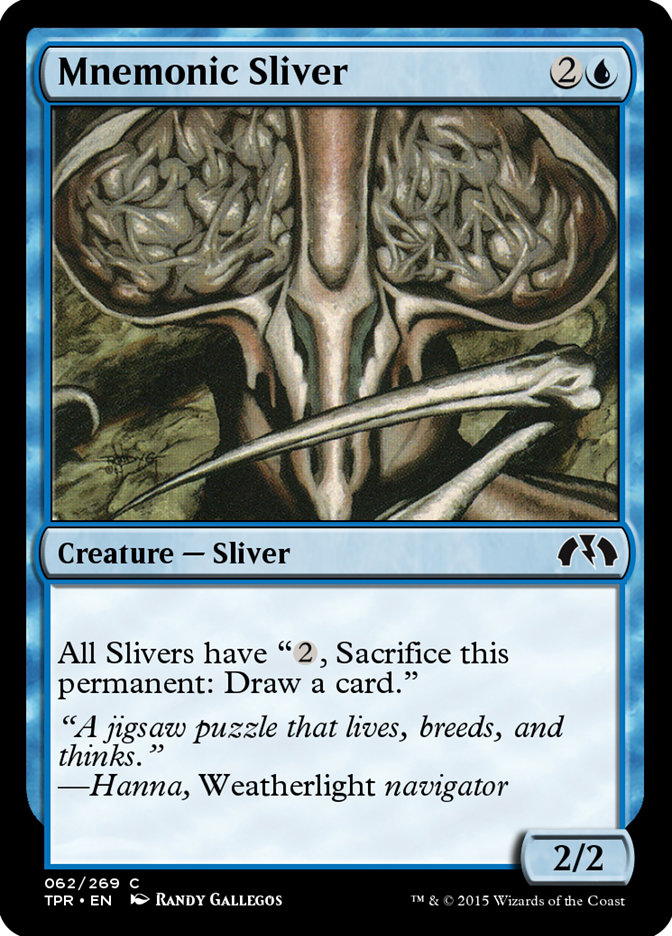 Mnemonic Sliver 2
Creature — Sliver
All Slivers have “2, Sacrifice this
permanent: Draw a card.”
“A jigsaw puzzle that lives, breeds, and
thinks.”
—Hanna, Weatherlight navigator
2/2
062/269 C
TPR • EN Randy Gallegos
™ & © 2015 Wizards of the Coast